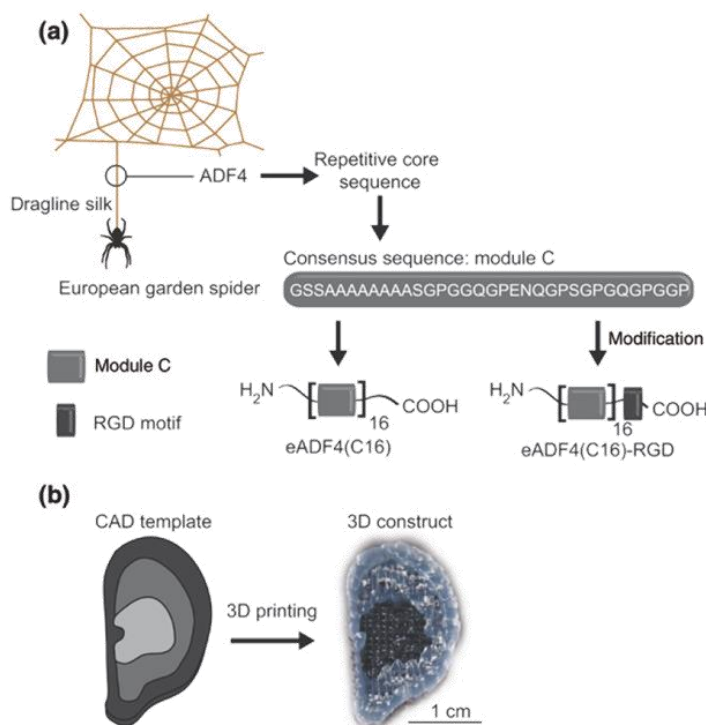 (a)
ADF4
Repetitive core
sequence
Dragline silk
European garden spider
Consensus sequence: module C
GSSAAAAAAAASGPGGQGPENQGPSGPGQGPGGP
Modification
Module C
RGD motif
H2N
16
COOH
eADF4(C16)
H2N
16
COOH
eADF4(C16)-RGD
(b)
CAD template
3D construct
3D printing
1 cm